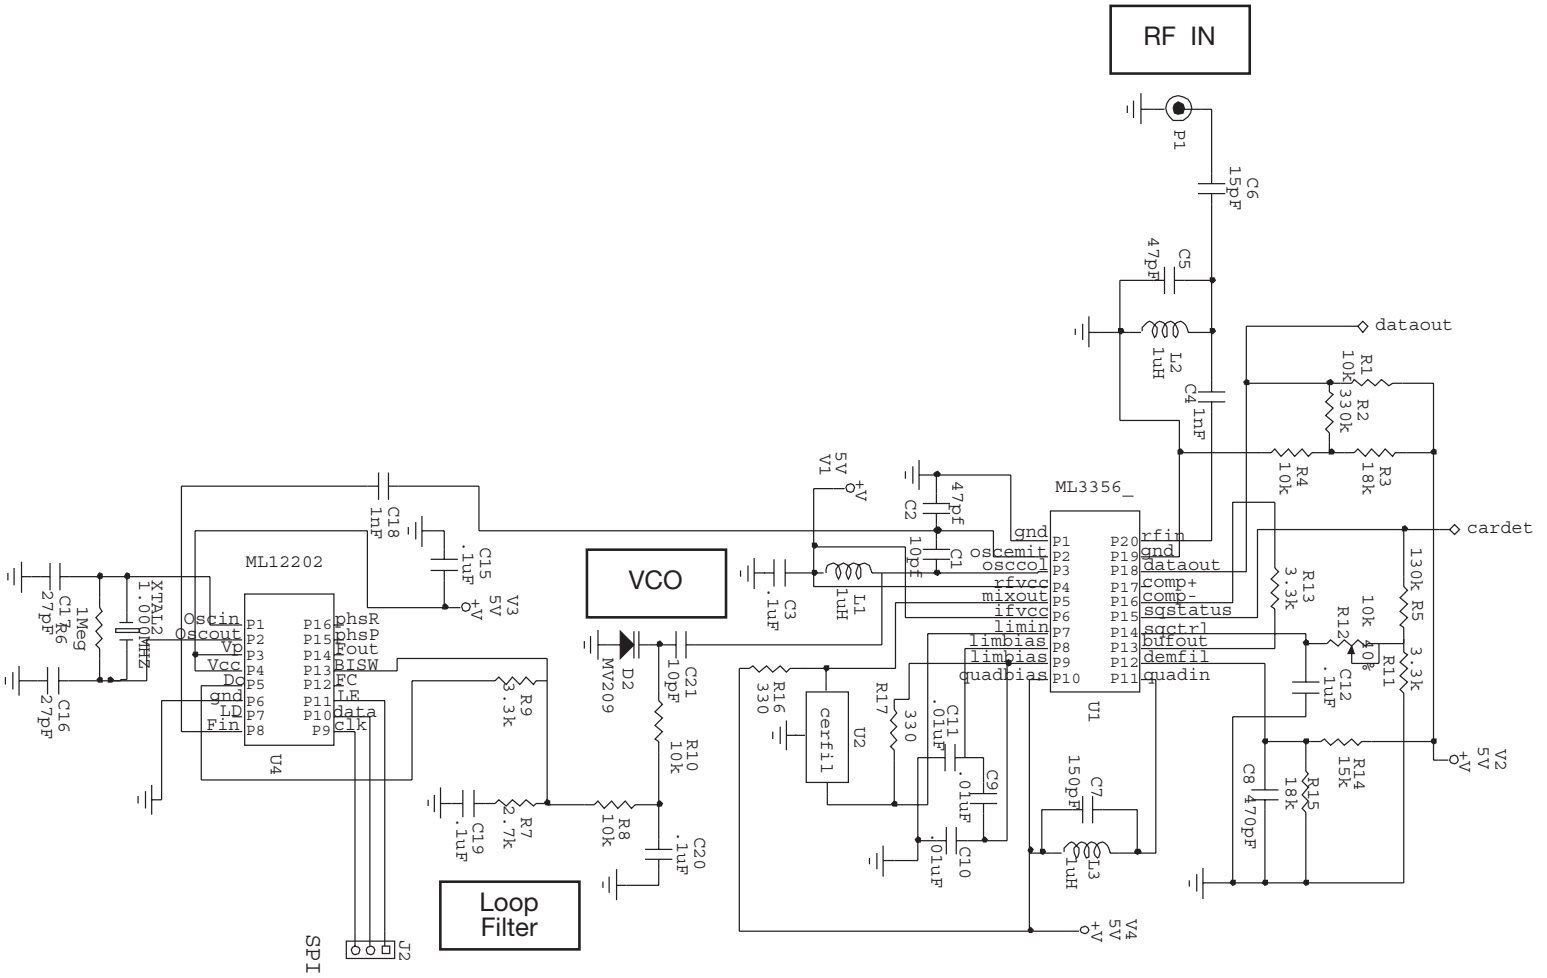 RF IN
P1
C6
15pF
C5
47pF
L2
1uH
C4
1nF
dataout
R1
10k
R2
330k
R4
10k
R3
18k
cardet
V1
5V
+V
C2
47pf
C1
10pf
C3
.1uF
L1
1uH
ML3356_
gnd P1
oscemit P2
osccol P3
rfvcc P4
mixout P5
ifvcc P6
limin P7
limbias P8
limbias P9
quadbias P10
P20 rfin
P19 gnd
P18 dataout
P17 comp+
P16 comp-
P15 sqstatus
P14 sqctrl
P13 bufout
P12 demfil
P11 quadin
U1
R13
3.3k
R5
130k
R12
10k
40%
R11
3.3k
C12
.1uF
R14
15k
R15
18k
C8
470pF
V2
5V
+V
C18
1nF
C15
.1uF
V3
5V
+V
VCO
ML12202
Oscin P1
Oscout P2
Vp P3
Vcc P4
Do P5
gnd P6
LD P7
Fin P8
P16 phsR
P15 phsP
P14 Fout
P13 BISW
P12 FC
P11 LE
P10 data
P9 clk
U4
C17
27pF
R6
1Meg
XTAL2
1.000MHZ
C16
27pF
D2
MV209
C21
10pF
R9
3.3k
R10
10k
R7
2.7k
R8
10k
C19
.1uF
C20
.1uF
R16
330
R17
330
U2
cerfil
C11
.01uF
C9
.01uF
C10
.01uF
C7
150pF
L3
1uH
V4
5V
+V
Loop
Filter
J2
SPI